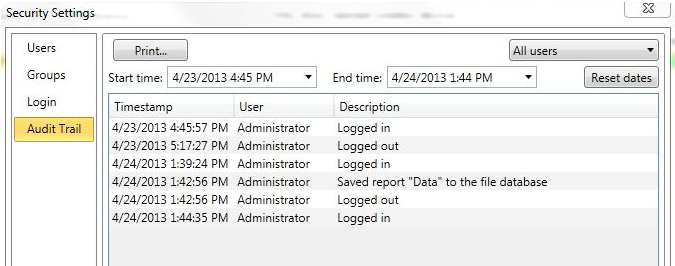 Security Settings
Users
Groups
Login
Audit Trail
Print...
All users
Start time: 4/23/2013 4:45 PM End time: 4/24/2013 1:44 PM Reset dates
Timestamp User Description
4/23/2013 4:45:57 PM Administrator Logged in
4/23/2013 5:17:27 PM Administrator Logged out
4/24/2013 1:39:24 PM Administrator Logged in
4/24/2013 1:42:56 PM Administrator Saved report "Data" to the file database
4/24/2013 1:42:56 PM Administrator Logged out
4/24/2013 1:44:35 PM Administrator Logged in